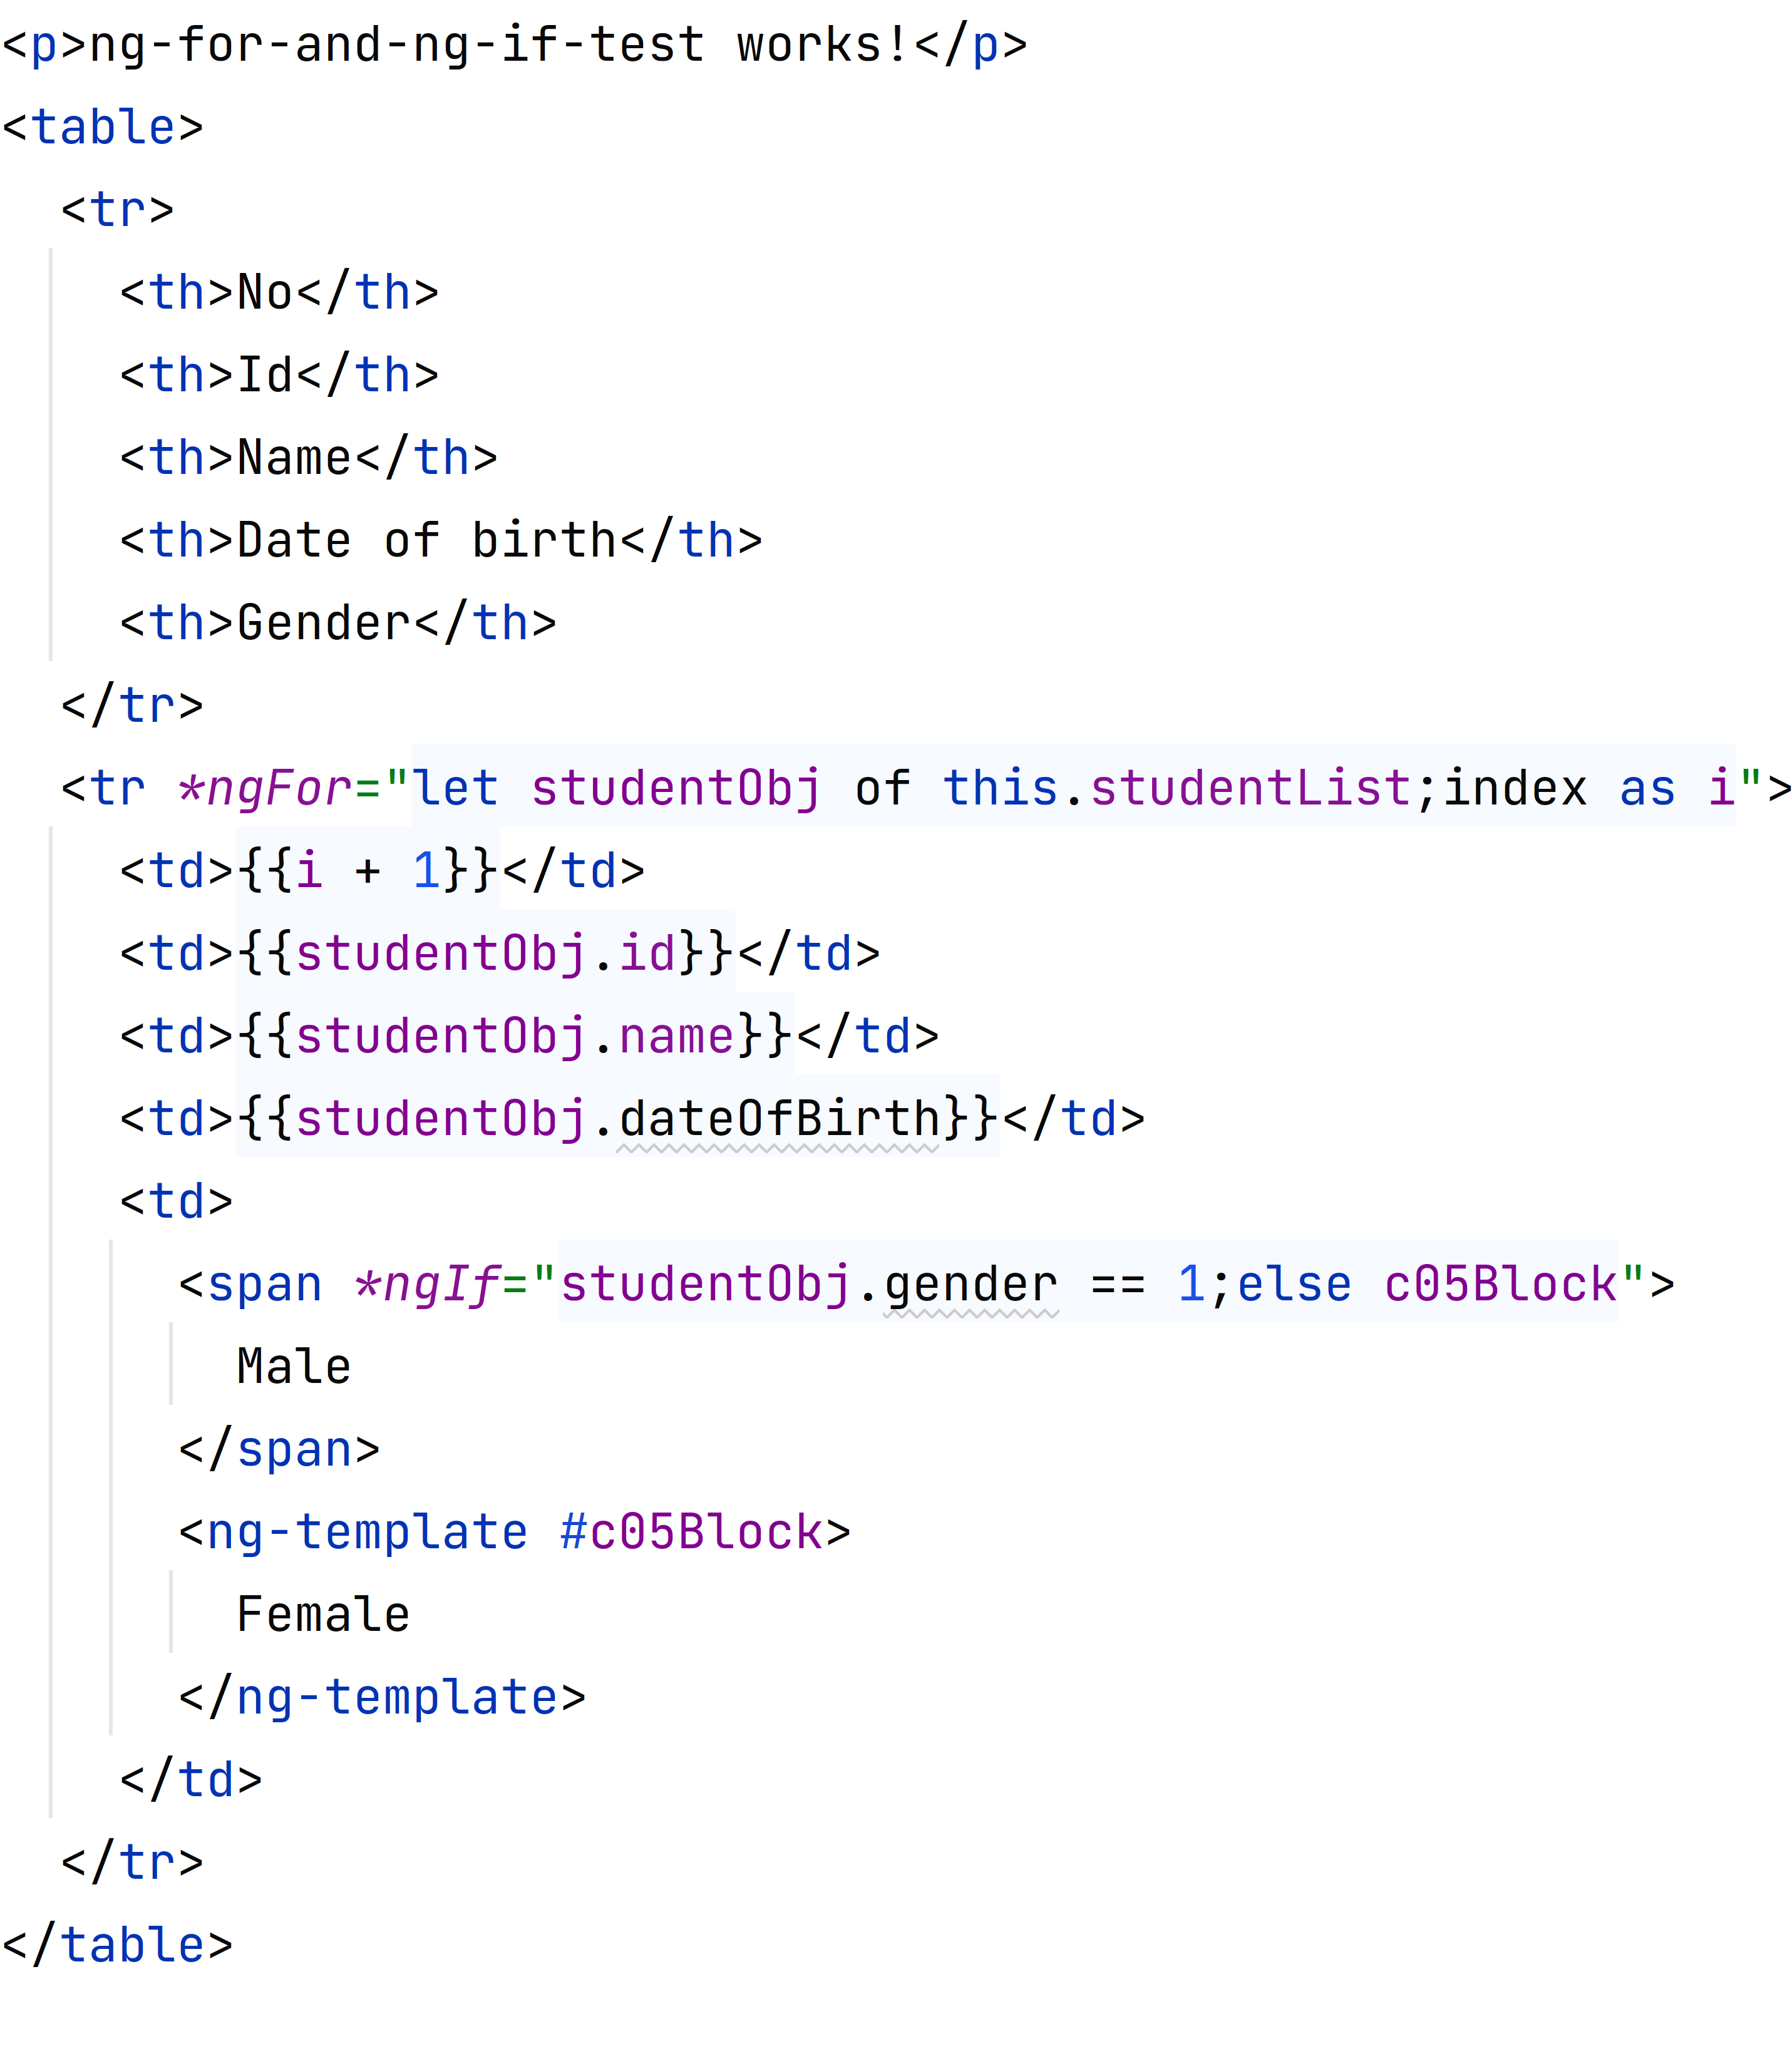 <p>ng-for-and-ng-if-test works!</p>
<table>
  <tr>
    <th>No</th>
    <th>Id</th>
    <th>Name</th>
    <th>Date of birth</th>
    <th>Gender</th>
  </tr>
  <tr *ngFor="let studentObj of this.studentList;index as i">
    <td>{{i + 1}}</td>
    <td>{{studentObj.id}}</td>
    <td>{{studentObj.name}}</td>
    <td>{{studentObj.dateOfBirth}}</td>
    <td>
      <span *ngIf="studentObj.gender == 1;else c05Block">
        Male
      </span>
      <ng-template #c05Block>
        Female
      </ng-template>
    </td>
  </tr>
</table>